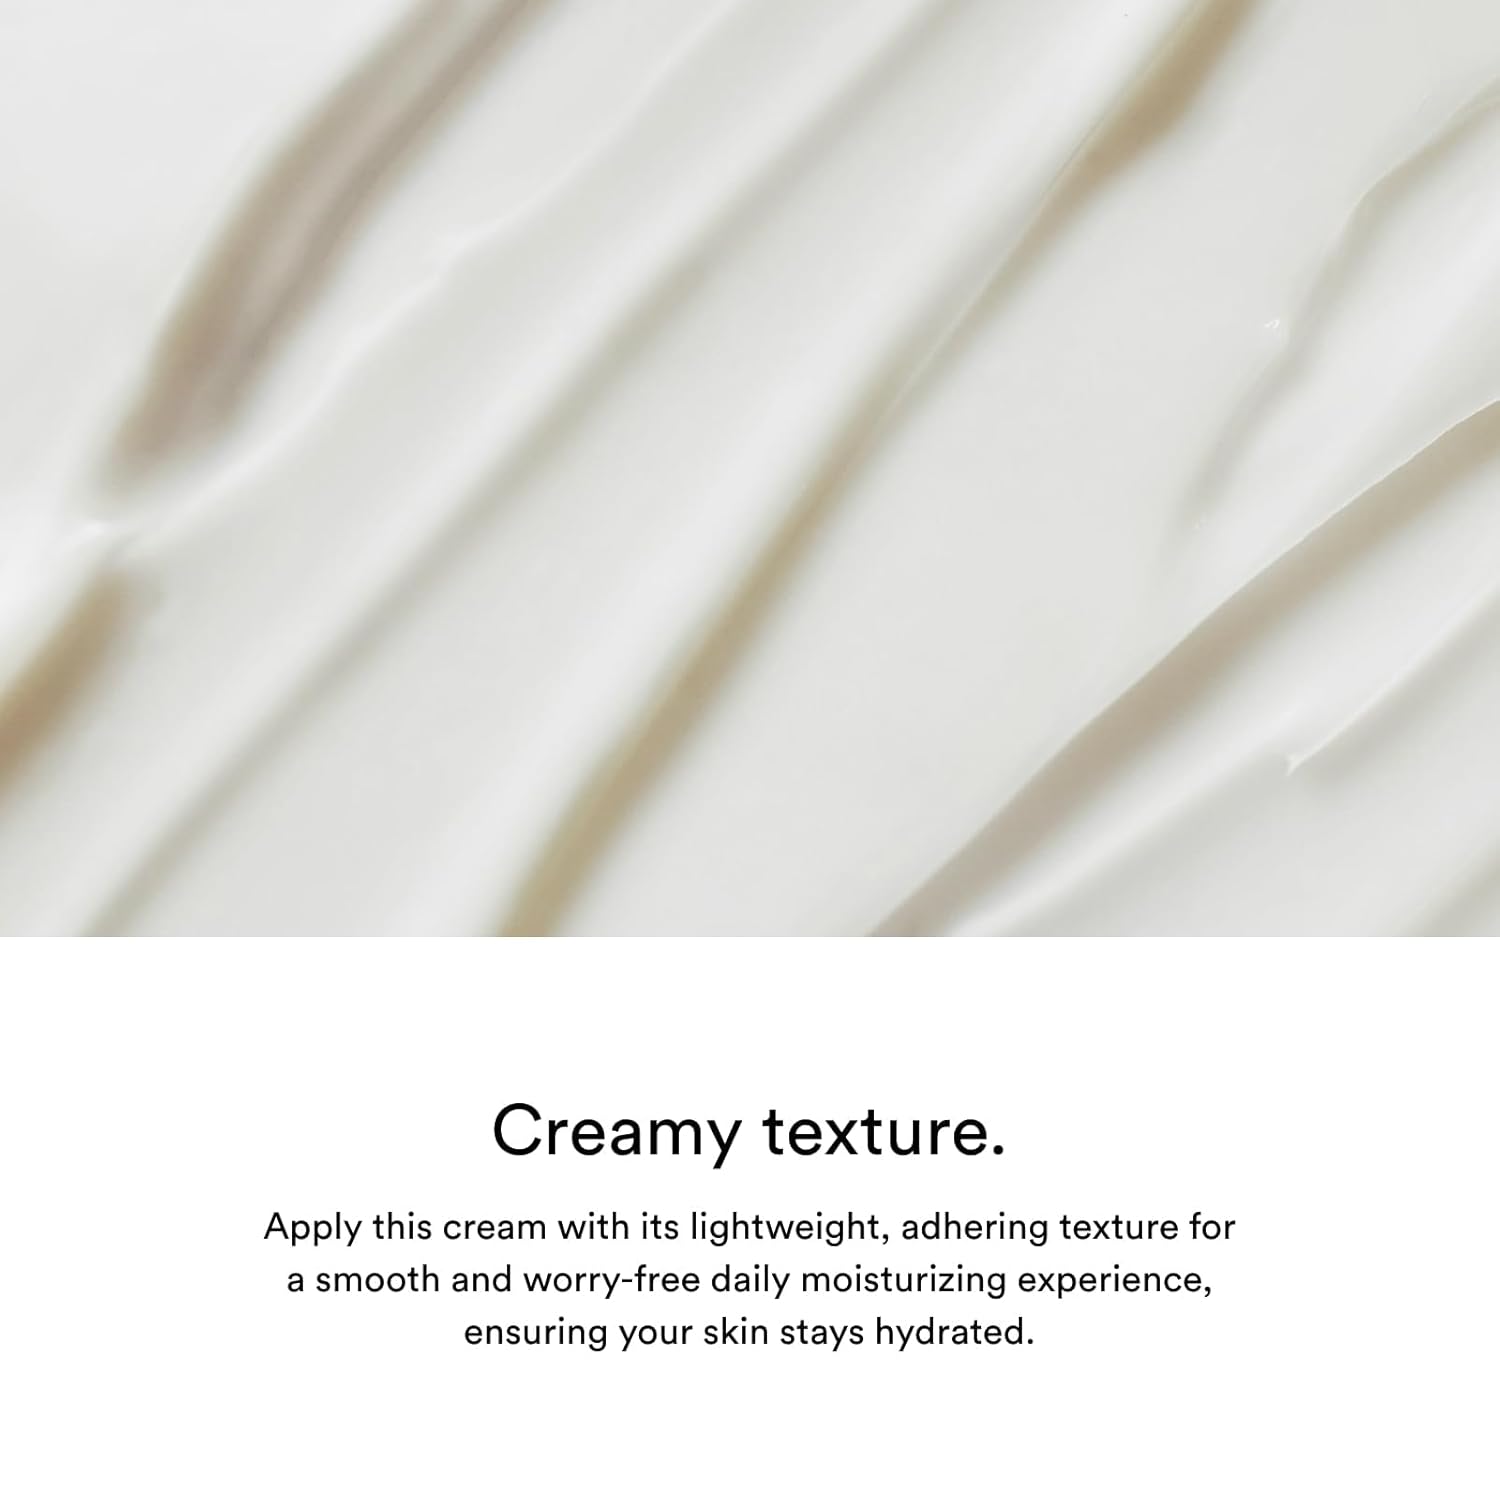 Creamy texture.
Apply this cream with its lightweight, adhering texture for
a smooth and worry-free daily moisturizing experience,
ensuring your skin stays hydrated.